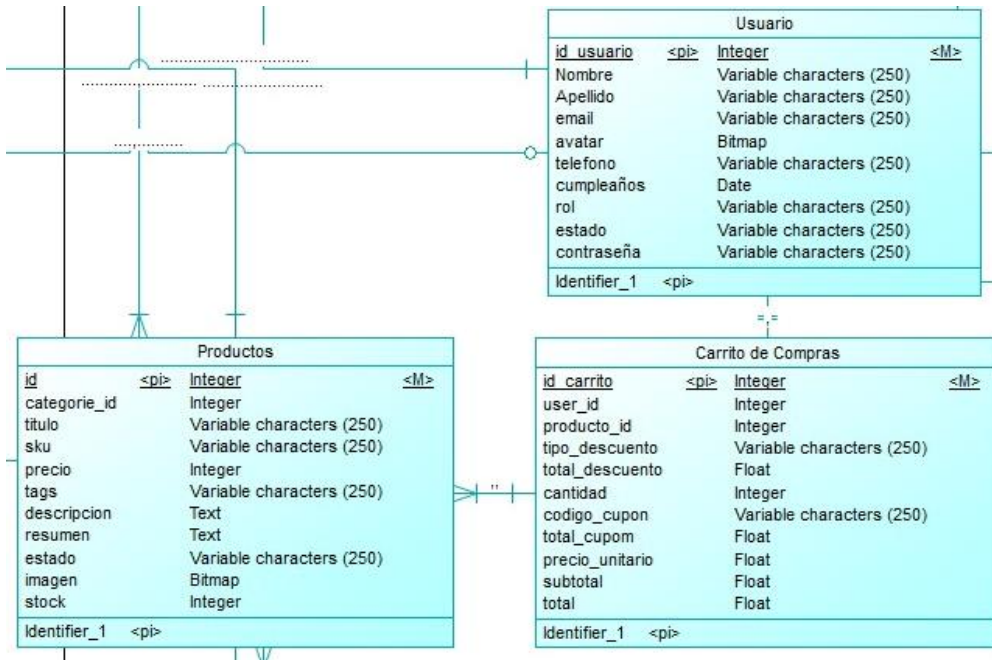 Usuario
id_usuario <pi> Integer <M>
Nombre Variable characters (250)
Apellido Variable characters (250)
email Variable characters (250)
avatar Bitmap
telefono Variable characters (250)
cumpleaños Date
rol Variable characters (250)
estado Variable characters (250)
contraseña Variable characters (250)
Identifier_1 <pi>
Productos
id <pi> Integer <M>
categorie_id Integer
titulo Variable characters (250)
sku Variable characters (250)
precio Integer
tags Variable characters (250)
descripcion Text
resumen Text
estado Variable characters (250)
imagen Bitmap
stock Integer
Identifier_1 <pi>
Carrito de Compras
id_carrito <pi> Integer <M>
user_id Integer
producto_id Integer
tipo_descuento Variable characters (250)
total_descuento Float
cantidad Integer
codigo_cupon Variable characters (250)
total_cupom Float
precio_unitario Float
subtotal Float
total Float
Identifier_1 <pi>